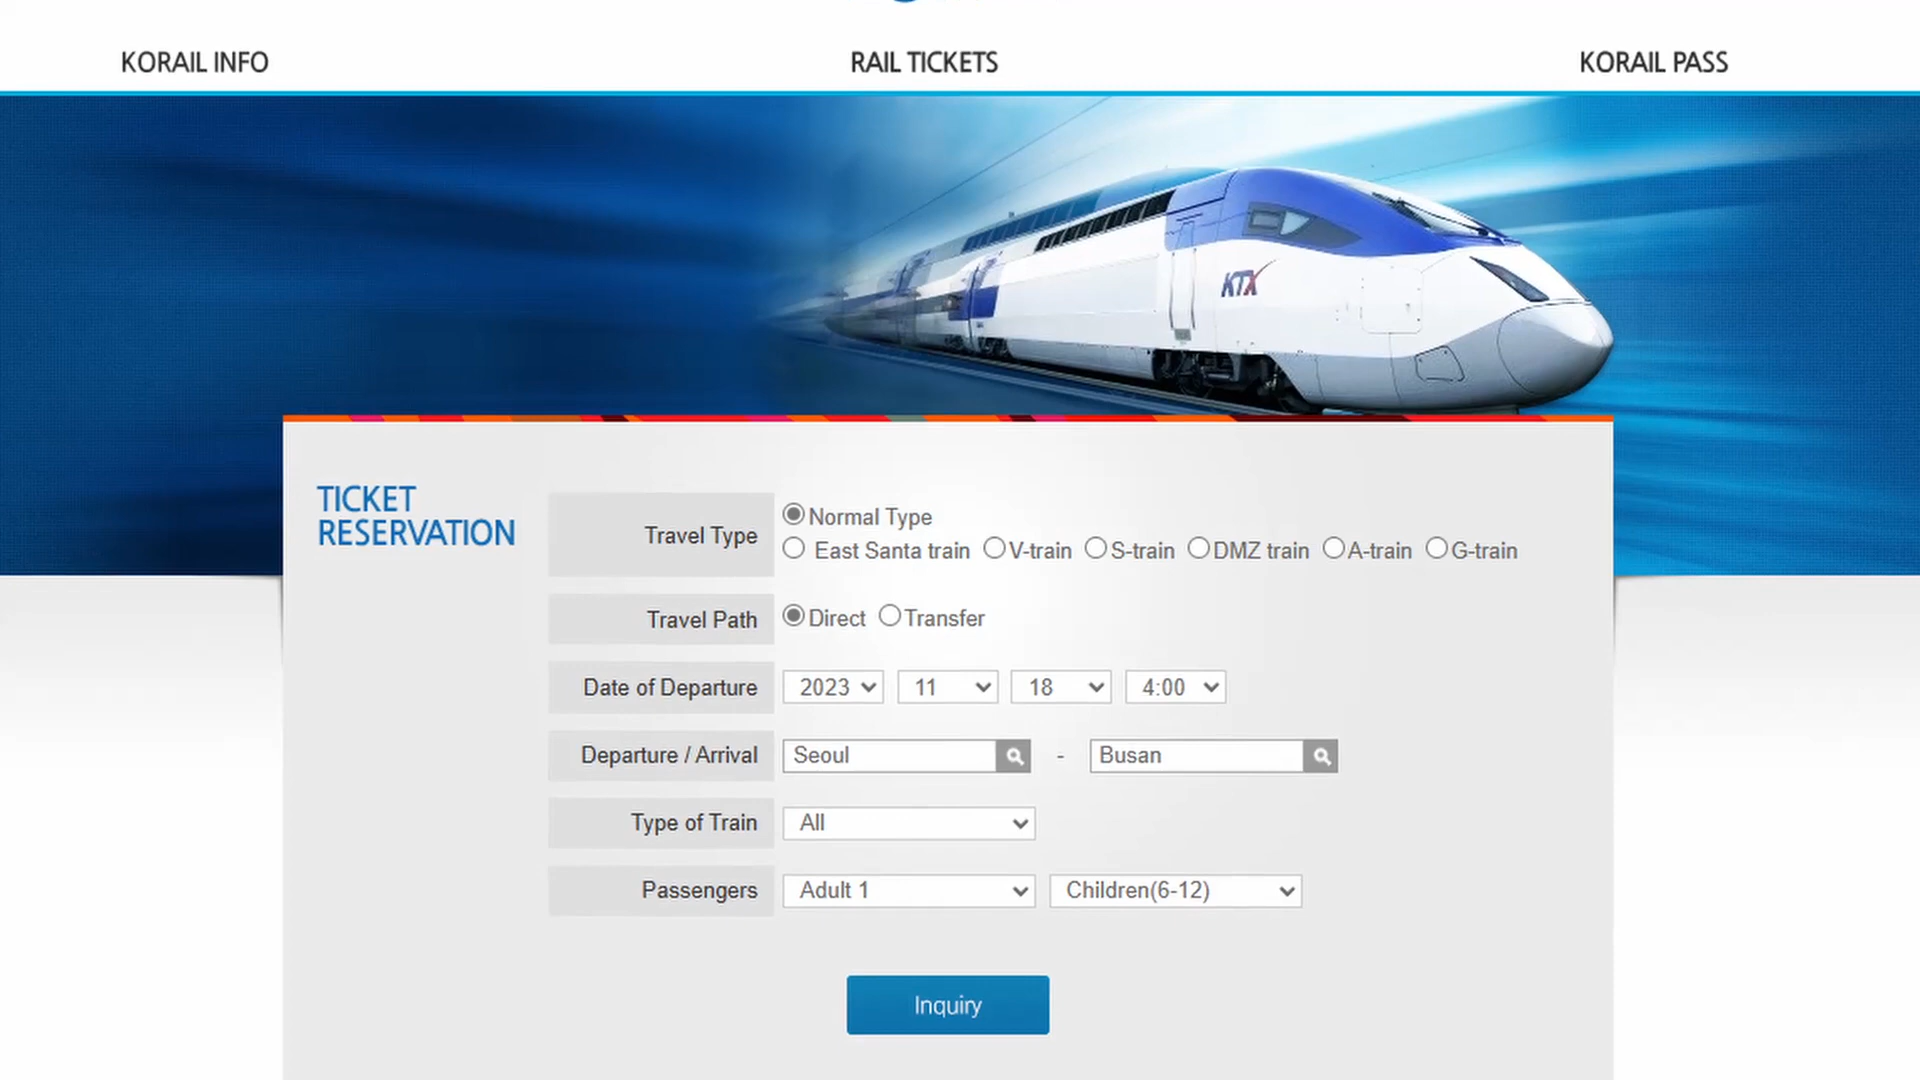 KORAIL INFO
RAIL TICKETS
KORAIL PASS
KTX
TICKET
RESERVATION
Travel Type
Normal Type
East Santa train V-train S-train DMZ train A-train G-train
Travel Path
Direct Transfer
Date of Departure
2023 11 18 4:00
Departure / Arrival
Seoul - Busan
Type of Train
All
Passengers
Adult 1 Children(6-12)
Inquiry